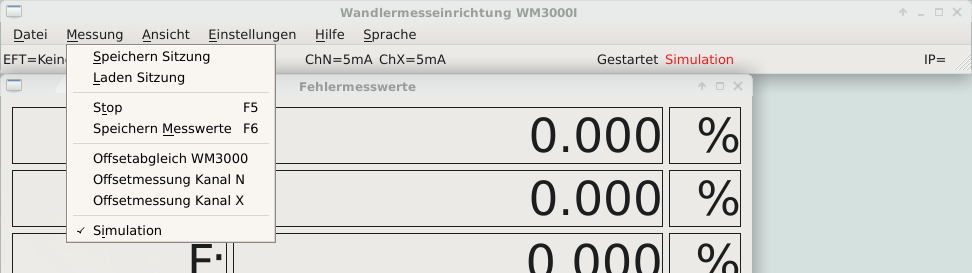 Wandlermesseinrichtung WM3000I
Datei Messung Ansicht Einstellungen Hilfe Sprache
ChN=5mA ChX=5mA Gestartet Simulation IP=
Speichern Sitzung
Laden Sitzung
Fehlermesswerte
Stop F5
Speichern Messwerte F6
0.000 %
Offsetabgleich WM3000
Offsetmessung Kanal N
Offsetmessung Kanal X
0.000 %
✓ Simulation
F: 0.000 %